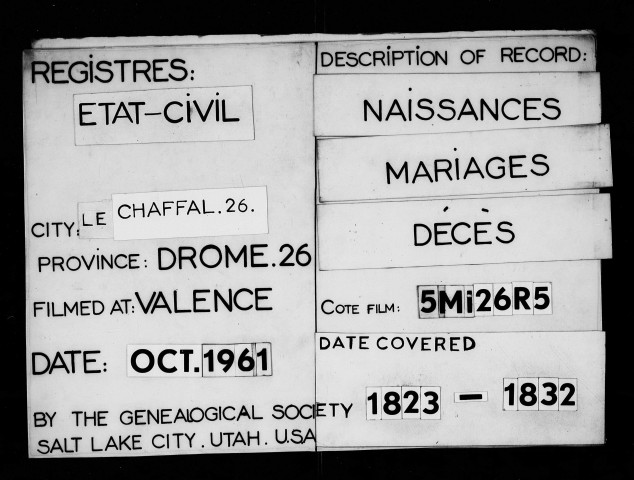 REGISTRES:
ETAT-CIVIL
CITY: LE CHAFFAL.26.
PROVINCE: DROME.26
FILMED AT: VALENCE
DATE: OCT.1961
BY THE GENEALOGICAL SOCIETY
SALT LAKE CITY. UTAH. U.S.A
DESCRIPTION OF RECORD:
NAISSANCES
MARIAGES
DÉCÈS
COTE FILM: 5Mi26R5
DATE COVERED
1823 - 1832